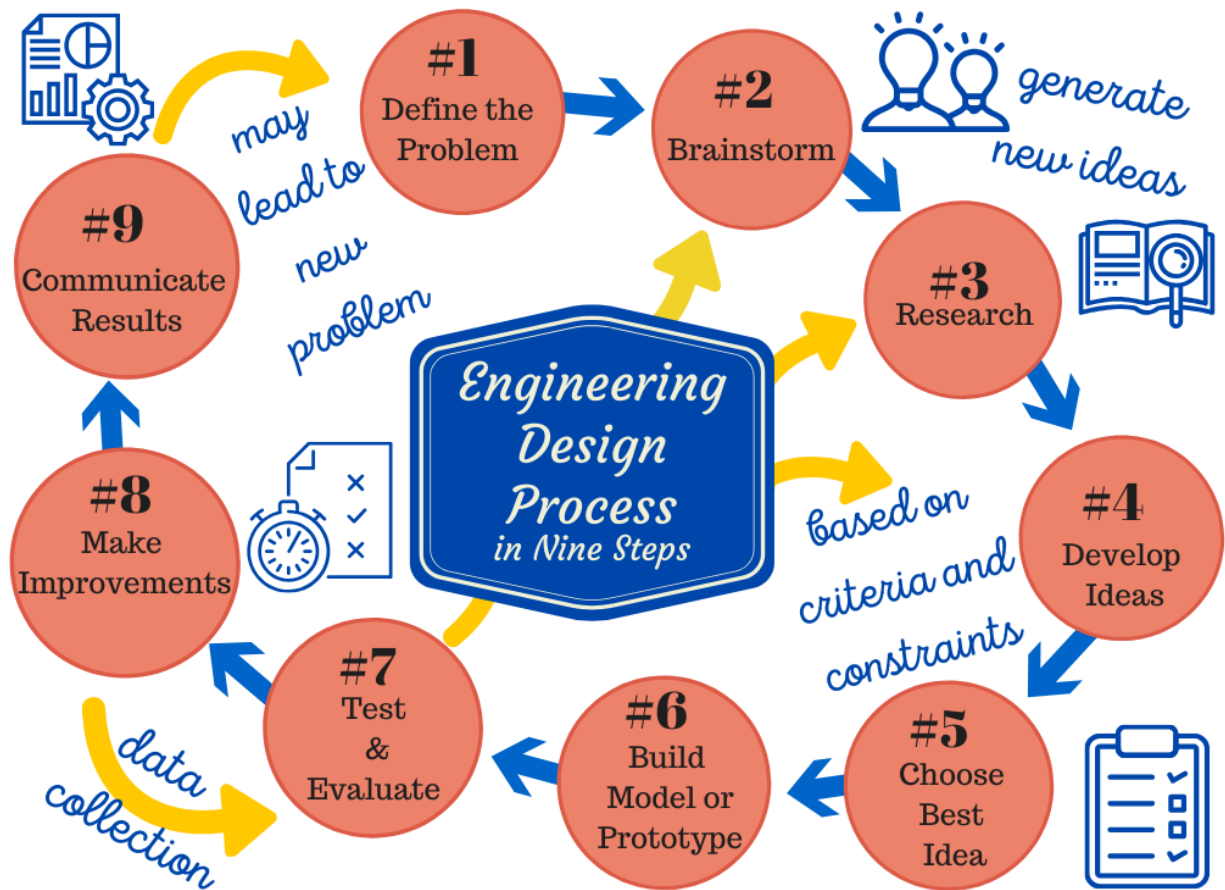 #1
Define the
Problem
#2
Brainstorm
generate
new ideas
#3
Research
#4
Develop
Ideas
based on
criteria and
constraints
#5
Choose
Best
Idea
#6
Build
Model or
Prototype
#7
Test
&
Evaluate
data
collection
#8
Make
Improvements
#9
Communicate
Results
may
lead to
new
problem
Engineering
Design
Process
in Nine Steps